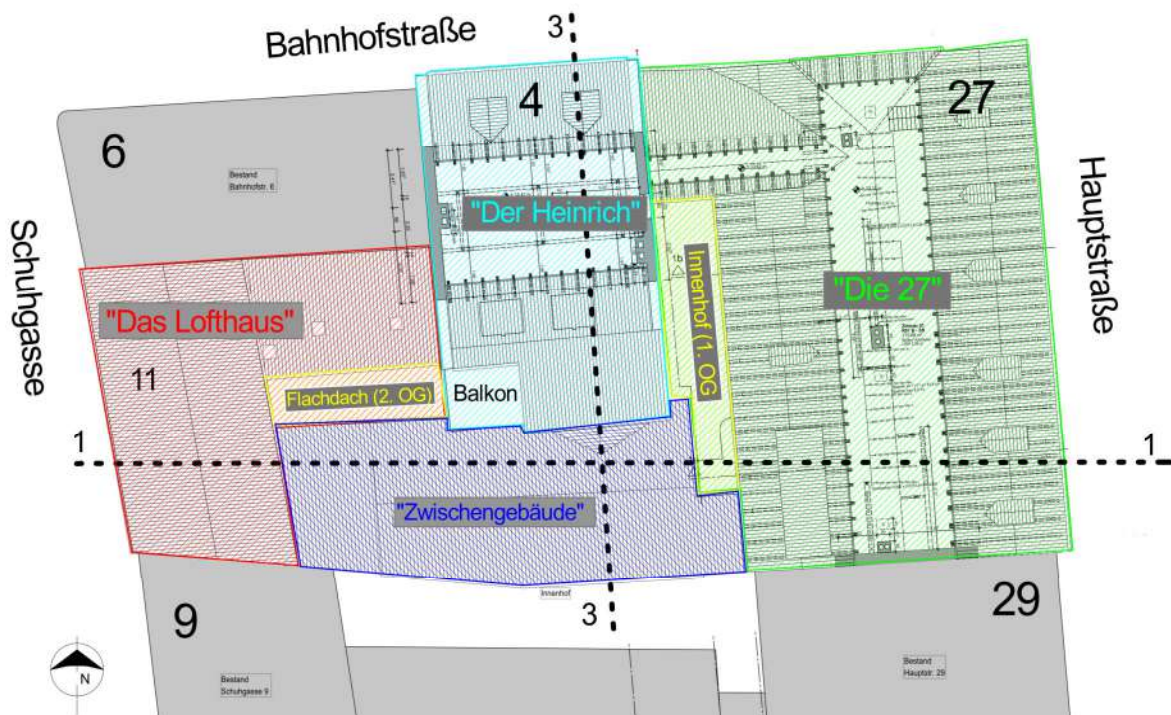 Bahnhofstraße
3
4
27
6
Bestand
Bahnhofstr. 6
"Der Heinrich"
Hauptstraße
Schuhgasse
"Das Lofthaus"
Innenhof (1. OG
"Die 27"
11
Flachdach (2. OG)
Balkon
1
1
"Zwischengebäude"
Innenhof
3
9
29
N
Bestand
Schuhgasse 9
Bestand
Hauptstr. 29